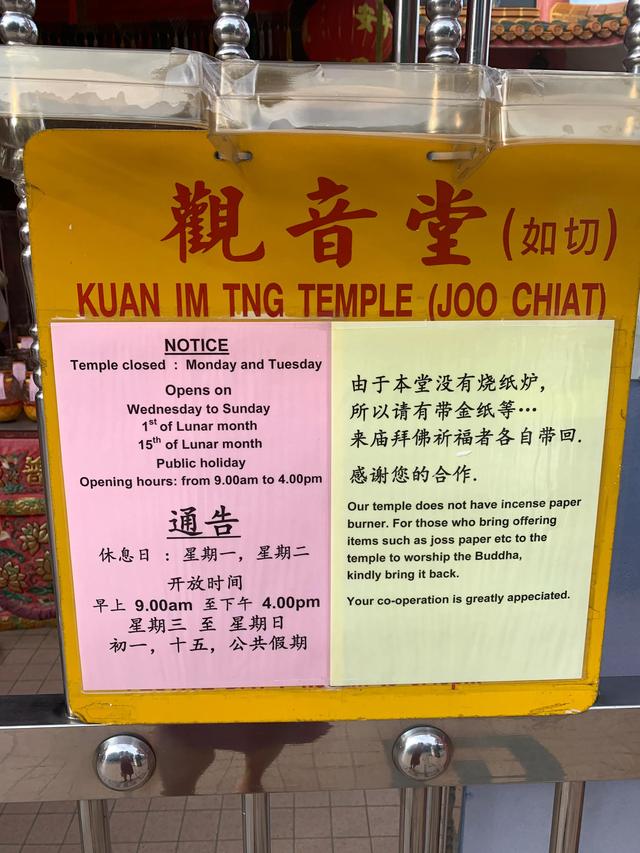 安
觀音堂 (如切)
KUAN IM TNG TEMPLE (JOO CHIAT)
NOTICE
Temple closed : Monday and Tuesday
Opens on
Wednesday to Sunday
1st of Lunar month
15th of Lunar month
Public holiday
Opening hours: from 9.00am to 4.00pm
通告
休息日 : 星期一, 星期二
开放时间
早上 9.00am 至下午 4.00pm
星期三 至 星期日
初一, 十五, 公共假期
由于本堂没有烧纸炉,
所以请有带金纸等…
来庙拜佛祈福者各自带回.
感谢您的合作.
Our temple does not have incense paper
burner. For those who bring offering
items such as joss paper etc to the
temple to worship the Buddha,
kindly bring it back.
Your co-operation is greatly appeciated.